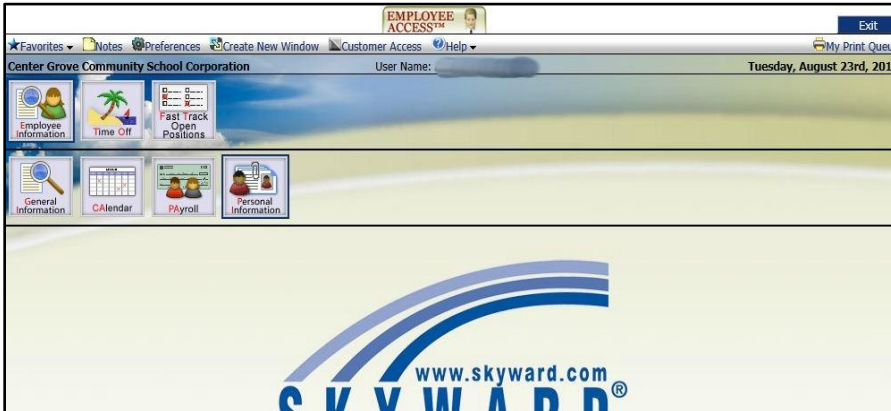 EMPLOYEE
ACCESS™
Exit
Favorites Notes Preferences Create New Window Customer Access Help My Print Queu
Center Grove Community School Corporation User Name: Tuesday, August 23rd, 201
Employee
Information
Time Off
Fast Track
Open
Positions
General
Information
CAlendar
PAyroll
Personal
Information
www.skyward.com
SKYWARD®